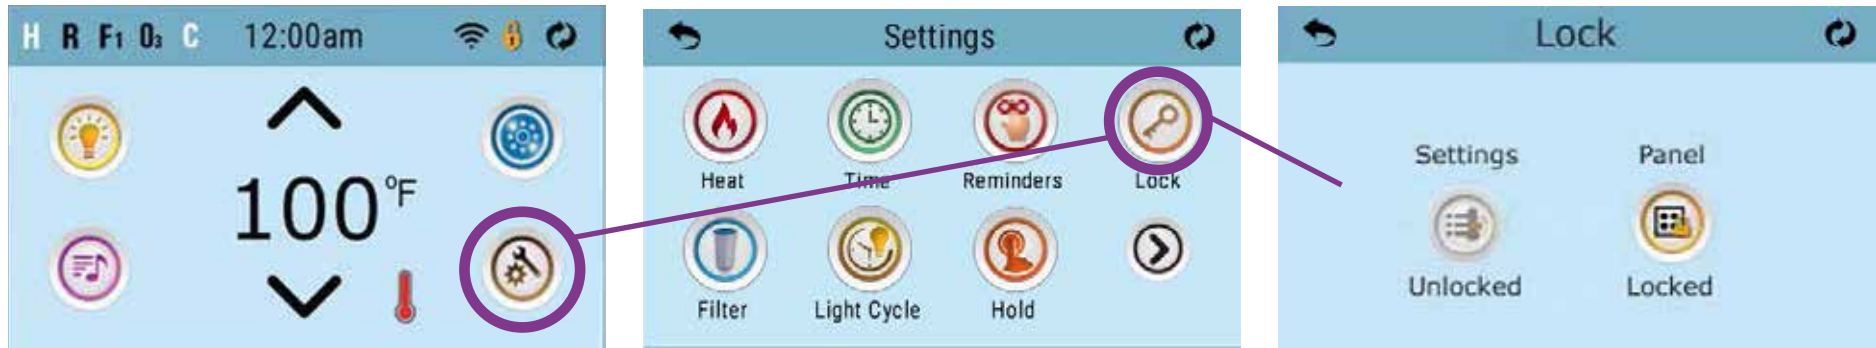 H R F1 O3 C 12:00am
100°F
Settings
Heat Time Reminders Lock
Filter Light Cycle Hold
Lock
Settings Panel
Unlocked Locked